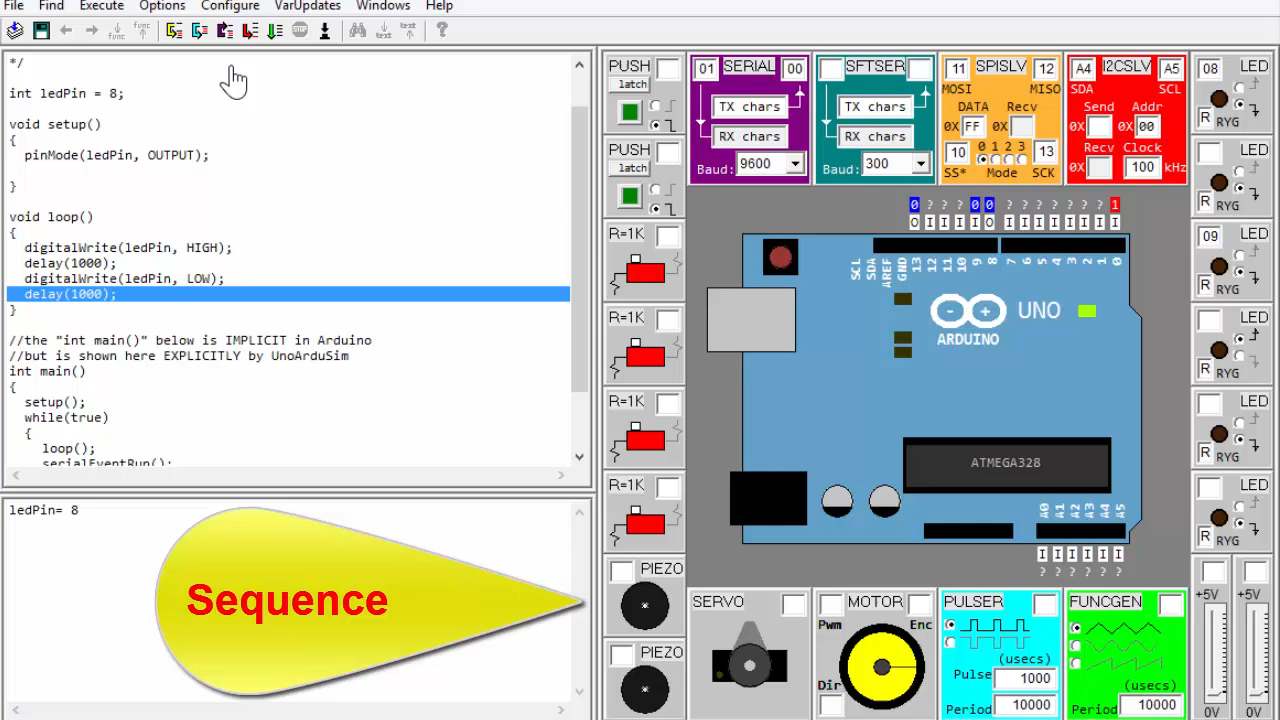 File Find Execute Options Configure VarUpdates Windows Help
*/
int ledPin = 8;
void setup()
{
pinMode(ledPin, OUTPUT);
}
void loop()
{
digitalWrite(ledPin, HIGH);
delay(1000);
digitalWrite(ledPin, LOW);
delay(1000);
}
//the "int main()" below is IMPLICIT in Arduino
//but is shown here EXPLICITLY by UnoArduSim
int main()
{
setup();
while(true)
{
loop();
serialEventRun();
ledPin= 8
Sequence
PUSH
latch
PUSH
latch
R=1K
R=1K
R=1K
R=1K
PIEZO
PIEZO
01 SERIAL 00
TX chars
RX chars
Baud: 9600
SFTSER
TX chars
RX chars
Baud: 300
11 SPISLV 12
MOSI MISO
DATA Recv
0X FF 0X
0 1 2 3
10 13
SS* Mode SCK
A4 I2CSLV A5
SDA SCL
Send Addr
0X 0X 00
Recv Clock
0X 100 kHz
0 ? ? ? 0 0 ? ? ? ? ? ? ? 1
O I I I I O I I I I I I I I
SCL SDA AREF GND 13 12 11 10 9 8 7 6 5 4 3 2 1 0
UNO
ARDUINO
ATMEGA328
A0 A1 A2 A3 A4 A5
I I I I I I
? ? ? ? ? ?
08 LED
R RYG
LED
R RYG
09 LED
R RYG
LED
R RYG
LED
R RYG
LED
R RYG
SERVO
MOTOR
Pwm Enc
Dir
PULSER
(usecs)
Pulse 1000
Period 10000
FUNCGEN
(usecs)
Period 10000
+5V +5V
0V 0V